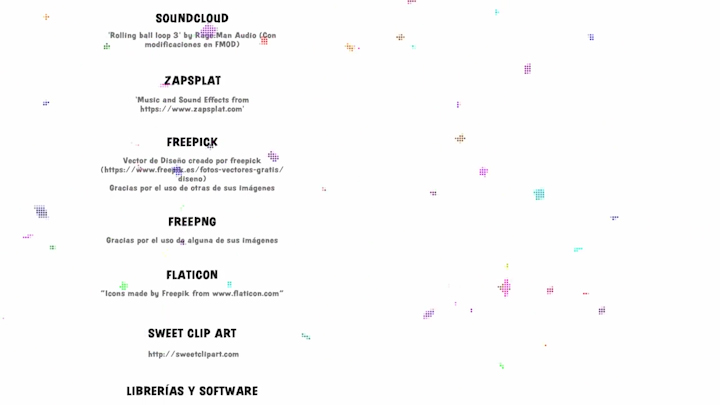 SOUNDCLOUD
'Rolling ball loop 3' by Rage Man Audio (Con
modificaciones en FMOD)
ZAPSPLAT
'Music and Sound Effects from
https://www.zapsplat.com'
FREEPICK
Vector de Diseño creado por freepick
(https://www.freepik.es/fotos-vectores-gratis/
diseno)
Gracias por el uso de otras de sus imágenes
FREEPNG
Gracias por el uso de alguna de sus imágenes
FLATICON
"Icons made by Freepik from www.flaticon.com"
SWEET CLIP ART
http://sweetclipart.com
LIBRERÍAS Y SOFTWARE